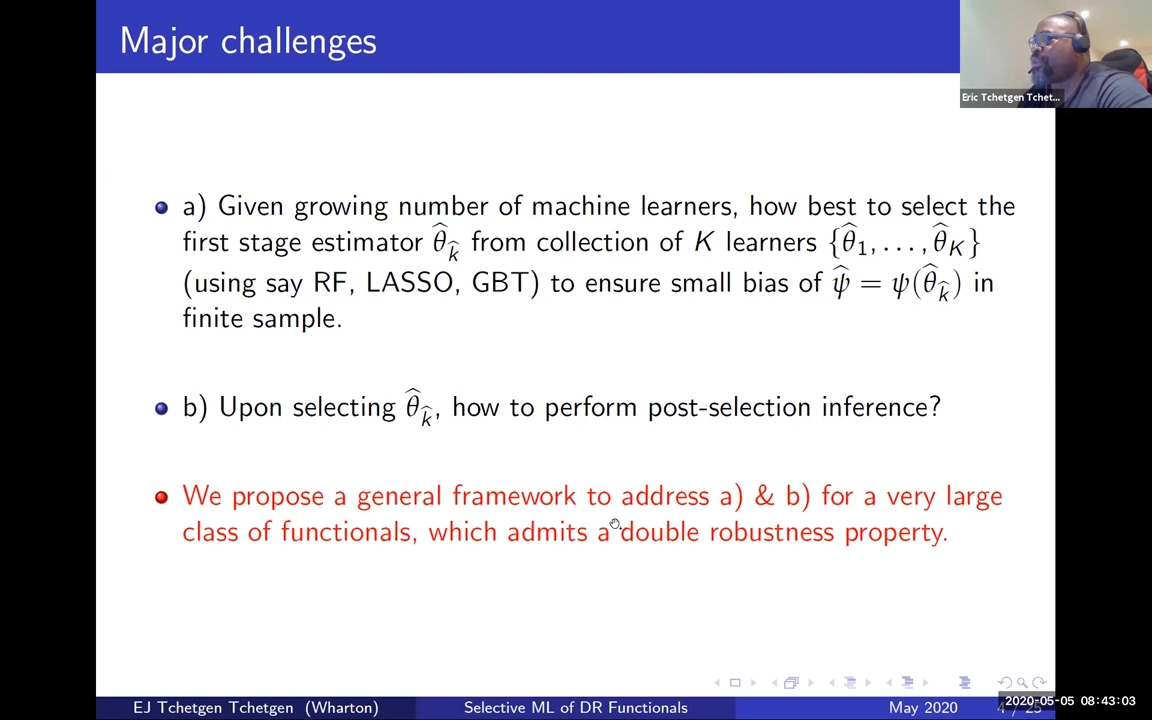 Major challenges
Eric Tchetgen Tchet...
a) Given growing number of machine learners, how best to select the
first stage estimator θ̂_k̂ from collection of K learners {θ̂₁, . . . , θ̂_K}
(using say RF, LASSO, GBT) to ensure small bias of ψ̂ = ψ(θ̂_k̂) in
finite sample.
b) Upon selecting θ̂_k̂, how to perform post-selection inference?
We propose a general framework to address a) & b) for a very large
class of functionals, which admits a double robustness property.
EJ Tchetgen Tchetgen (Wharton)
Selective ML of DR Functionals
May 2020
2020-05-05 08:43:03